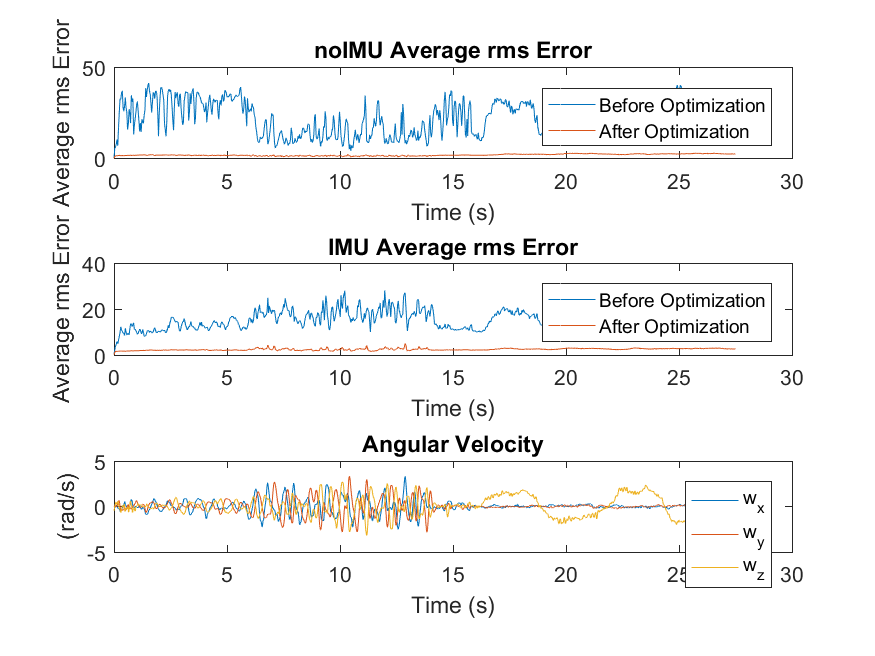 noIMU Average rms Error
Average rms Error
50
0
0 5 10 15 20 25 30
Time (s)
Before Optimization
After Optimization
IMU Average rms Error
Average rms Error
40
20
0
0 5 10 15 20 25 30
Time (s)
Before Optimization
After Optimization
Angular Velocity
(rad/s)
5
0
-5
0 5 10 15 20 25 30
Time (s)
w_x
w_y
w_z